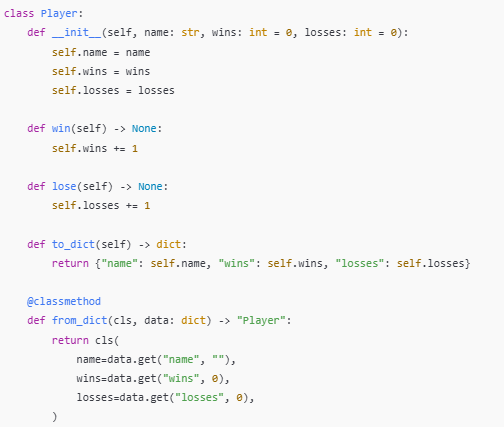 class Player:
    def __init__(self, name: str, wins: int = 0, losses: int = 0):
        self.name = name
        self.wins = wins
        self.losses = losses

    def win(self) -> None:
        self.wins += 1

    def lose(self) -> None:
        self.losses += 1

    def to_dict(self) -> dict:
        return {"name": self.name, "wins": self.wins, "losses": self.losses}

    @classmethod
    def from_dict(cls, data: dict) -> "Player":
        return cls(
            name=data.get("name", ""),
            wins=data.get("wins", 0),
            losses=data.get("losses", 0),
        )